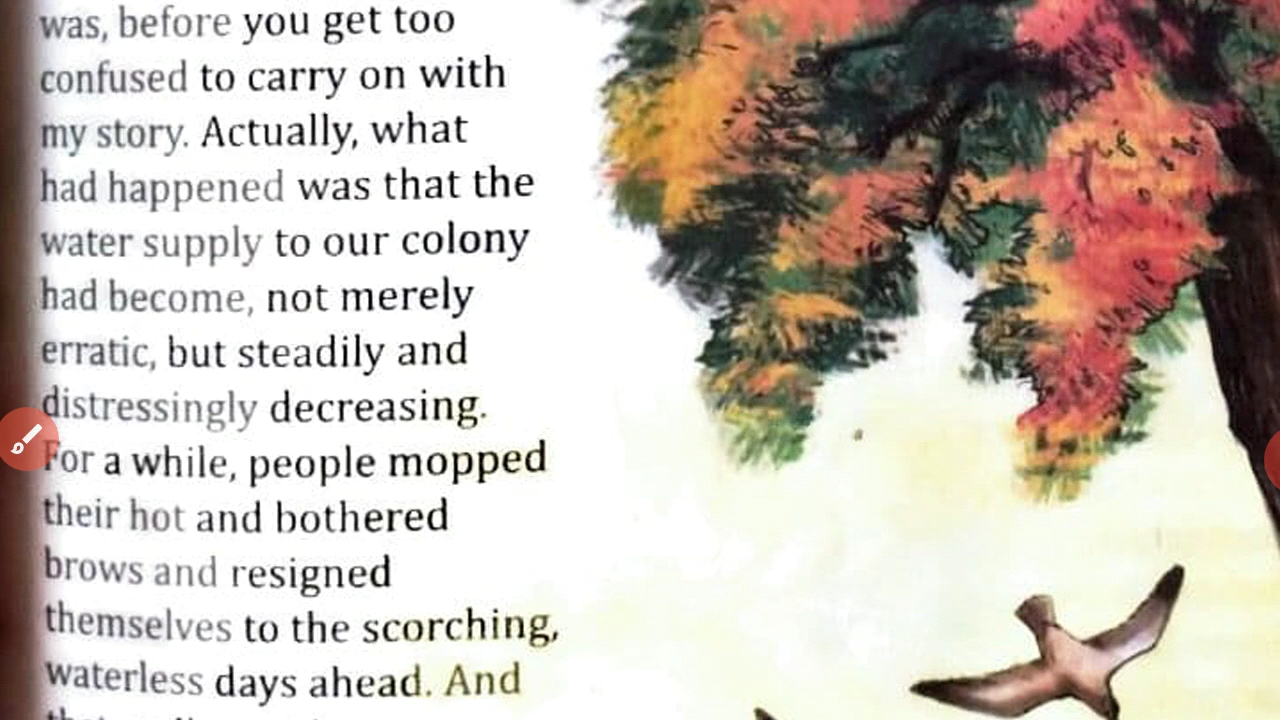 was, before you get too
confused to carry on with
my story. Actually, what
had happened was that the
water supply to our colony
had become, not merely
erratic, but steadily and
distressingly decreasing.
For a while, people mopped
their hot and bothered
brows and resigned
themselves to the scorching,
waterless days ahead. And